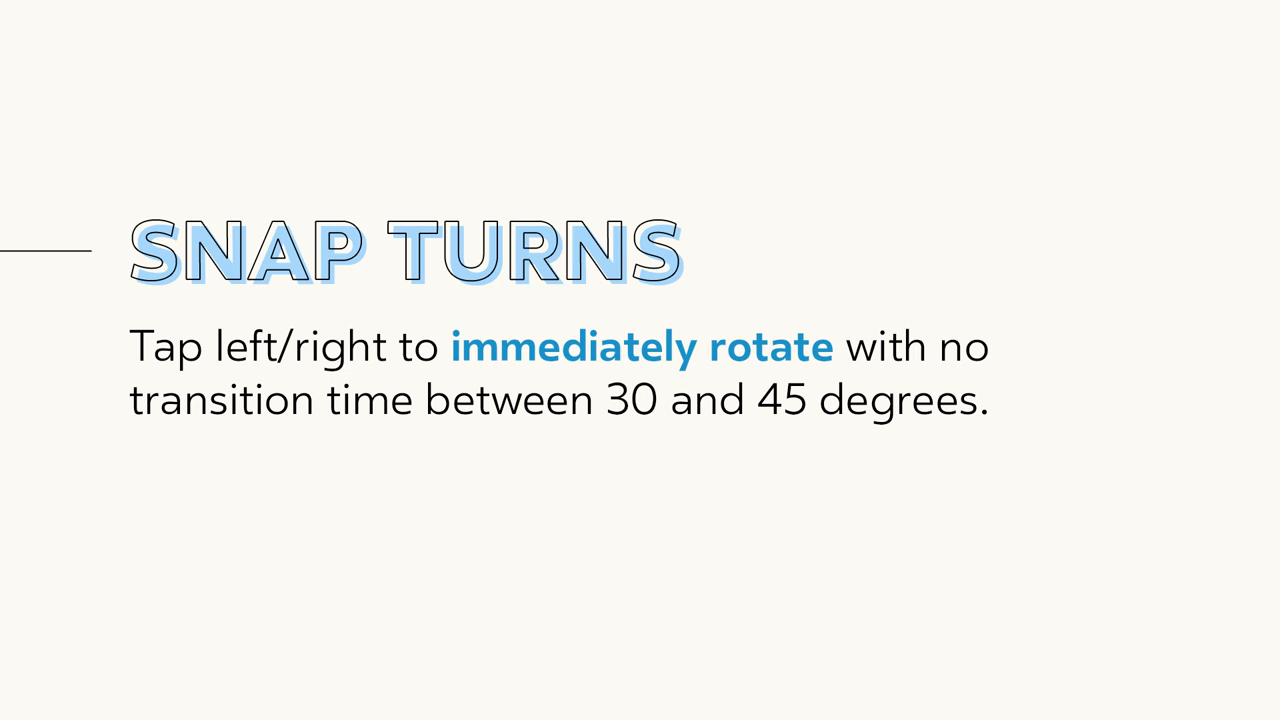 SNAP TURNS
Tap left/right to immediately rotate with no
transition time between 30 and 45 degrees.